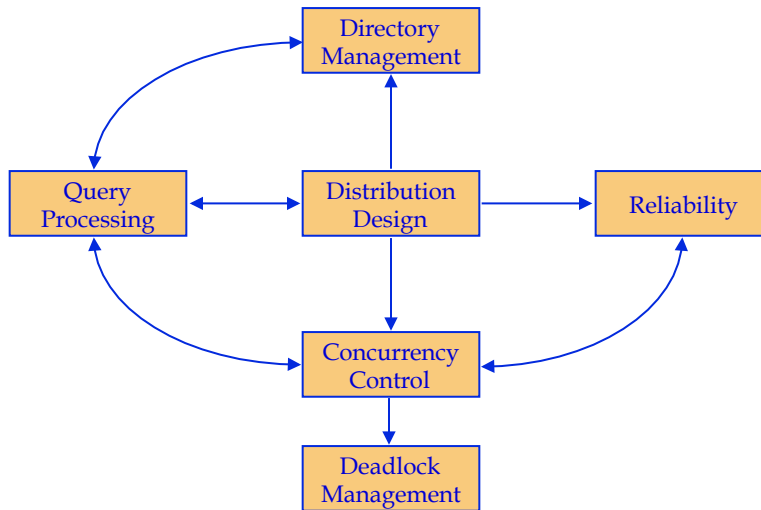 Directory
Management
Query
Processing
Distribution
Design
Reliability
Concurrency
Control
Deadlock
Management